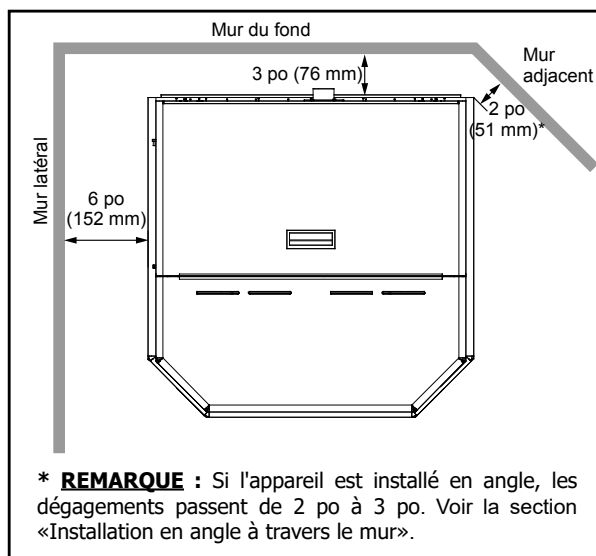 Mur du fond
Mur
adjacent
3 po (76 mm)
2 po
(51 mm)*
Mur latéral
6 po
(152 mm)
* REMARQUE : Si l'appareil est installé en angle, les
dégagements passent de 2 po à 3 po. Voir la section
«Installation en angle à travers le mur».